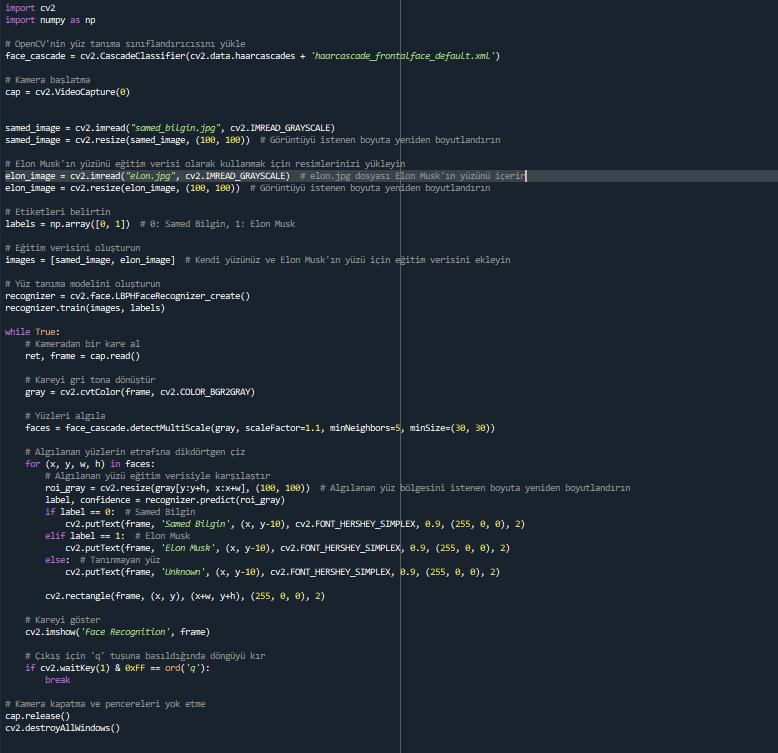 import cv2
import numpy as np
# OpenCV'nin yüz tanıma sınıflandırıcısını yükle
face_cascade = cv2.CascadeClassifier(cv2.data.haarcascades + 'haarcascade_frontalface_default.xml')
# Kamera başlatma
cap = cv2.VideoCapture(0)
samed_image = cv2.imread("samed_bilgin.jpg", cv2.IMREAD_GRAYSCALE)
samed_image = cv2.resize(samed_image, (100, 100))  # Görüntüyü istenen boyuta yeniden boyutlandırın
# Elon Musk'ın yüzünü eğitim verisi olarak kullanmak için resimlerinizi yükleyin
elon_image = cv2.imread("elon.jpg", cv2.IMREAD_GRAYSCALE)  # elon.jpg dosyası Elon Musk'ın yüzünü içerir
elon_image = cv2.resize(elon_image, (100, 100))  # Görüntüyü istenen boyuta yeniden boyutlandırın
# Etiketleri belirtin
labels = np.array([0, 1])  # 0: Samed Bilgin, 1: Elon Musk
# Eğitim verisini oluşturun
images = [samed_image, elon_image]  # Kendi yüzünüz ve Elon Musk'ın yüzü için eğitim verisini ekleyin
# Yüz tanıma modelini oluşturun
recognizer = cv2.face.LBPHFaceRecognizer_create()
recognizer.train(images, labels)
while True:
    # Kameradan bir kare al
    ret, frame = cap.read()
    # Kareyi gri tona dönüştür
    gray = cv2.cvtColor(frame, cv2.COLOR_BGR2GRAY)
    # Yüzleri algıla
    faces = face_cascade.detectMultiScale(gray, scaleFactor=1.1, minNeighbors=5, minSize=(30, 30))
    # Algılanan yüzlerin etrafına dikdörtgen çiz
    for (x, y, w, h) in faces:
        # Algılanan yüzü eğitim verisiyle karşılaştır
        roi_gray = cv2.resize(gray[y:y+h, x:x+w], (100, 100))  # Algılanan yüz bölgesini istenen boyuta yeniden boyutlandırın
        label, confidence = recognizer.predict(roi_gray)
        if label == 0:  # Samed Bilgin
            cv2.putText(frame, 'Samed Bilgin', (x, y-10), cv2.FONT_HERSHEY_SIMPLEX, 0.9, (255, 0, 0), 2)
        elif label == 1:  # Elon Musk
            cv2.putText(frame, 'Elon Musk', (x, y-10), cv2.FONT_HERSHEY_SIMPLEX, 0.9, (255, 0, 0), 2)
        else:  # Tanınmayan yüz
            cv2.putText(frame, 'Unknown', (x, y-10), cv2.FONT_HERSHEY_SIMPLEX, 0.9, (255, 0, 0), 2)
        cv2.rectangle(frame, (x, y), (x+w, y+h), (255, 0, 0), 2)
    # Kareyi göster
    cv2.imshow('Face Recognition', frame)
    # Çıkış için 'q' tuşuna basıldığında döngüyü kır
    if cv2.waitKey(1) & 0xFF == ord('q'):
        break
# Kamera kapatma ve pencereleri yok etme
cap.release()
cv2.destroyAllWindows()